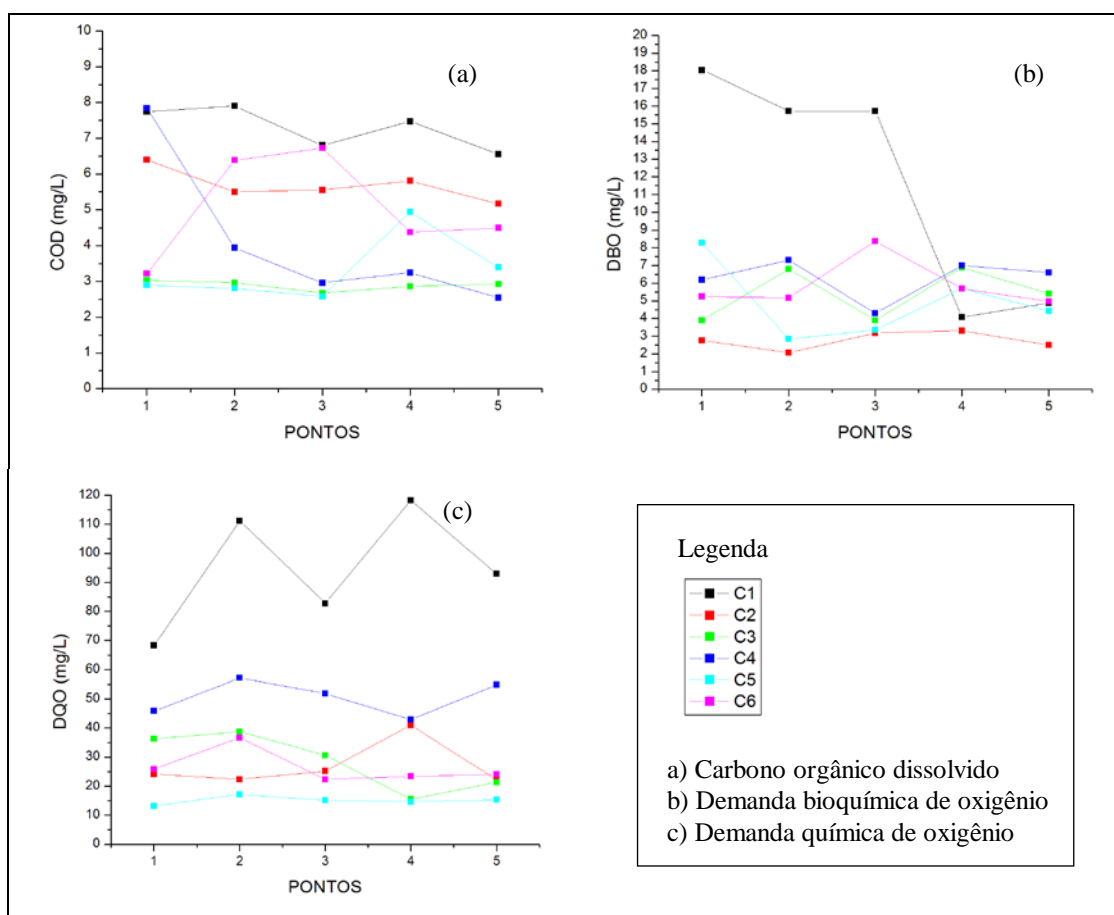 10
9
8
7
6
5
4
3
2
1
0
COD (mg/L)
(a)
1 2 3 4 5
PONTOS
20
19
18
17
16
15
14
13
12
11
10
9
8
7
6
5
4
3
2
1
0
DBO (mg/L)
(b)
1 2 3 4 5
PONTOS
120
110
100
90
80
70
60
50
40
30
20
10
0
DQO (mg/L)
(c)
1 2 3 4 5
PONTOS
Legenda
C1
C2
C3
C4
C5
C6
a) Carbono orgânico dissolvido
b) Demanda bioquímica de oxigênio
c) Demanda química de oxigênio